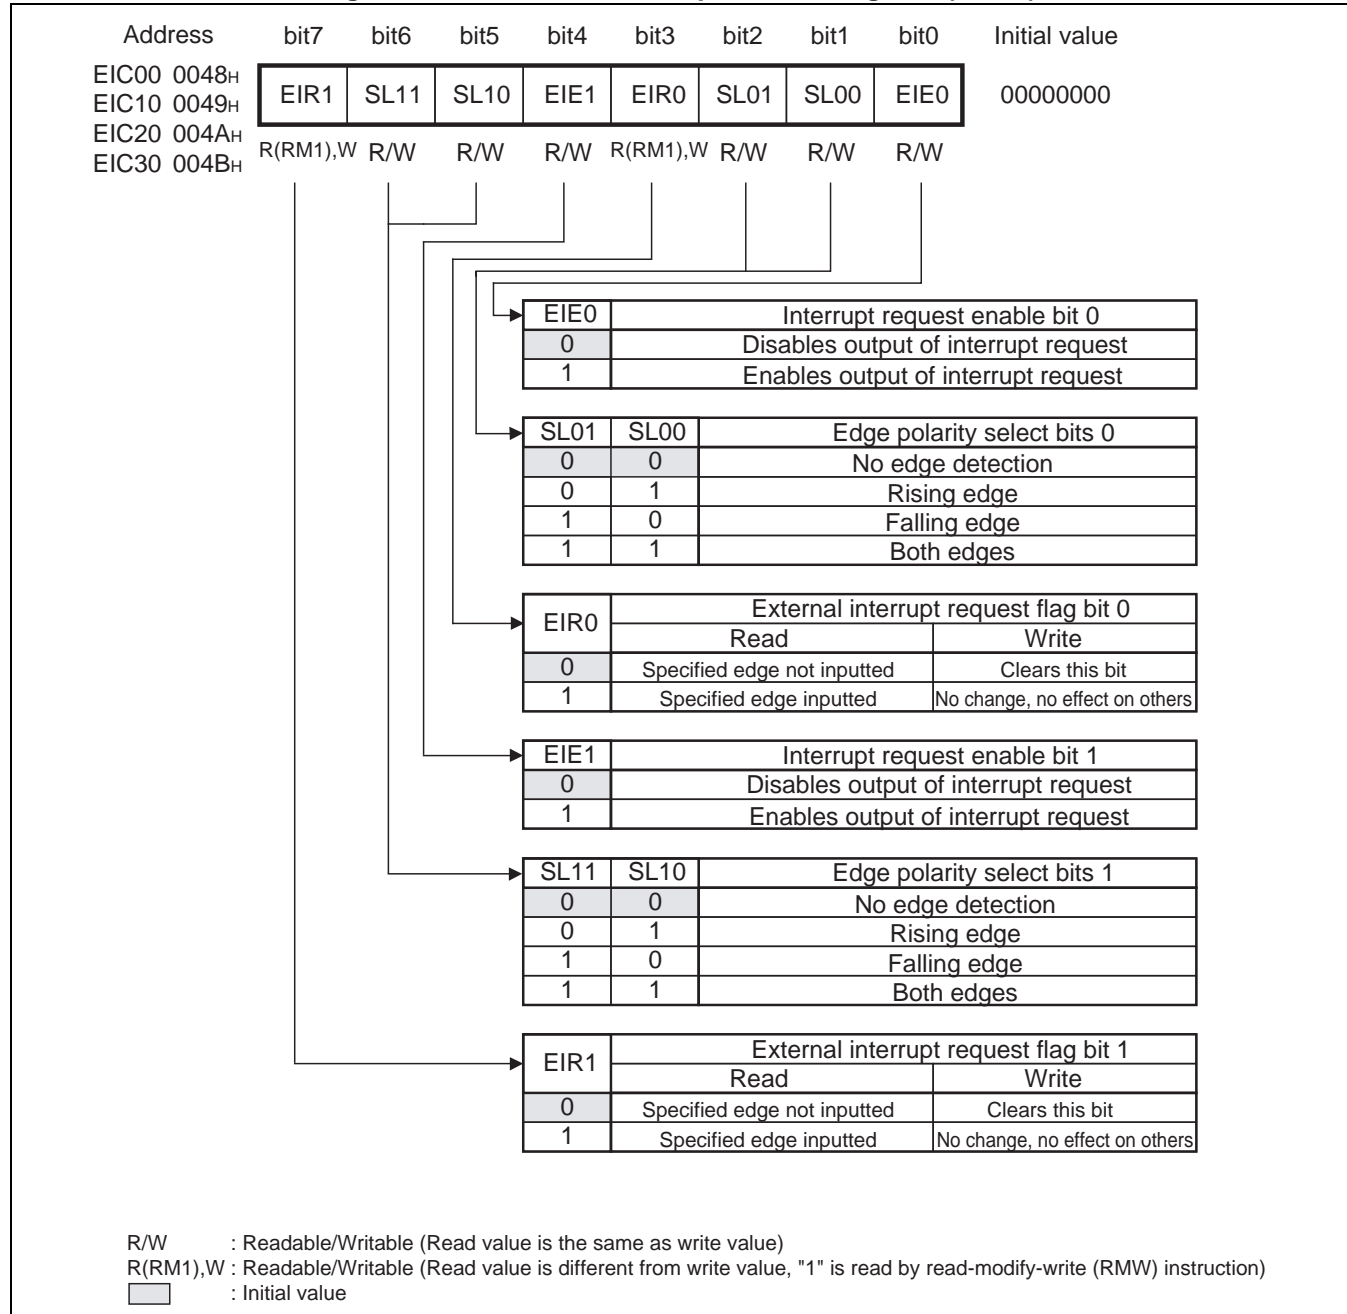 Address bit7 bit6 bit5 bit4 bit3 bit2 bit1 bit0 Initial value
EIC00 0048H
EIC10 0049H
EIC20 004AH
EIC30 004BH
EIR1 SL11 SL10 EIE1 EIR0 SL01 SL00 EIE0 00000000
R(RM1),W R/W R/W R/W R(RM1),W R/W R/W R/W
EIE0 Interrupt request enable bit 0
0 Disables output of interrupt request
1 Enables output of interrupt request
SL01 SL00 Edge polarity select bits 0
0 0 No edge detection
0 1 Rising edge
1 0 Falling edge
1 1 Both edges
EIR0 External interrupt request flag bit 0
Read Write
0 Specified edge not inputted Clears this bit
1 Specified edge inputted No change, no effect on others
EIE1 Interrupt request enable bit 1
0 Disables output of interrupt request
1 Enables output of interrupt request
SL11 SL10 Edge polarity select bits 1
0 0 No edge detection
0 1 Rising edge
1 0 Falling edge
1 1 Both edges
EIR1 External interrupt request flag bit 1
Read Write
0 Specified edge not inputted Clears this bit
1 Specified edge inputted No change, no effect on others
R/W : Readable/Writable (Read value is the same as write value)
R(RM1),W : Readable/Writable (Read value is different from write value, "1" is read by read-modify-write (RMW) instruction)
: Initial value